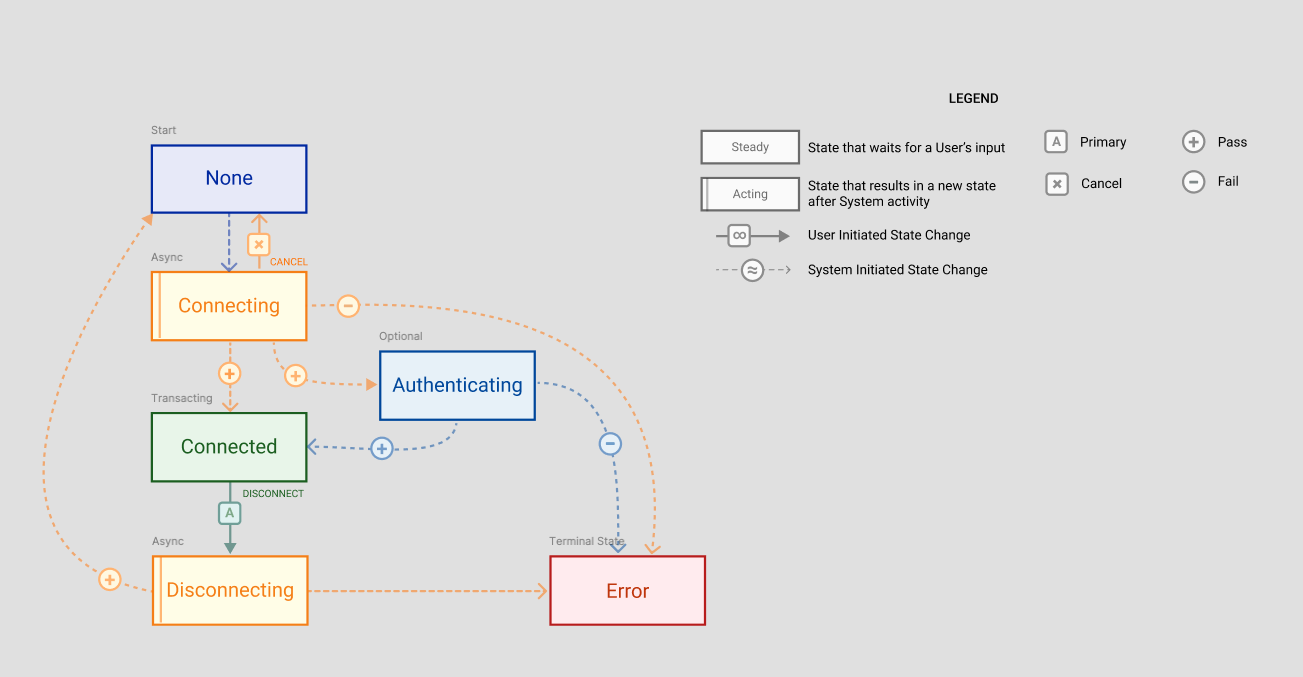 LEGEND
Start
None
Steady
State that waits for a User's input
A
Primary
Pass
Acting
State that results in a new state
after System activity
Cancel
Fail
User Initiated State Change
System Initiated State Change
CANCEL
Async
Connecting
Optional
Authenticating
Transacting
Connected
DISCONNECT
A
Async
Disconnecting
Terminal State
Error